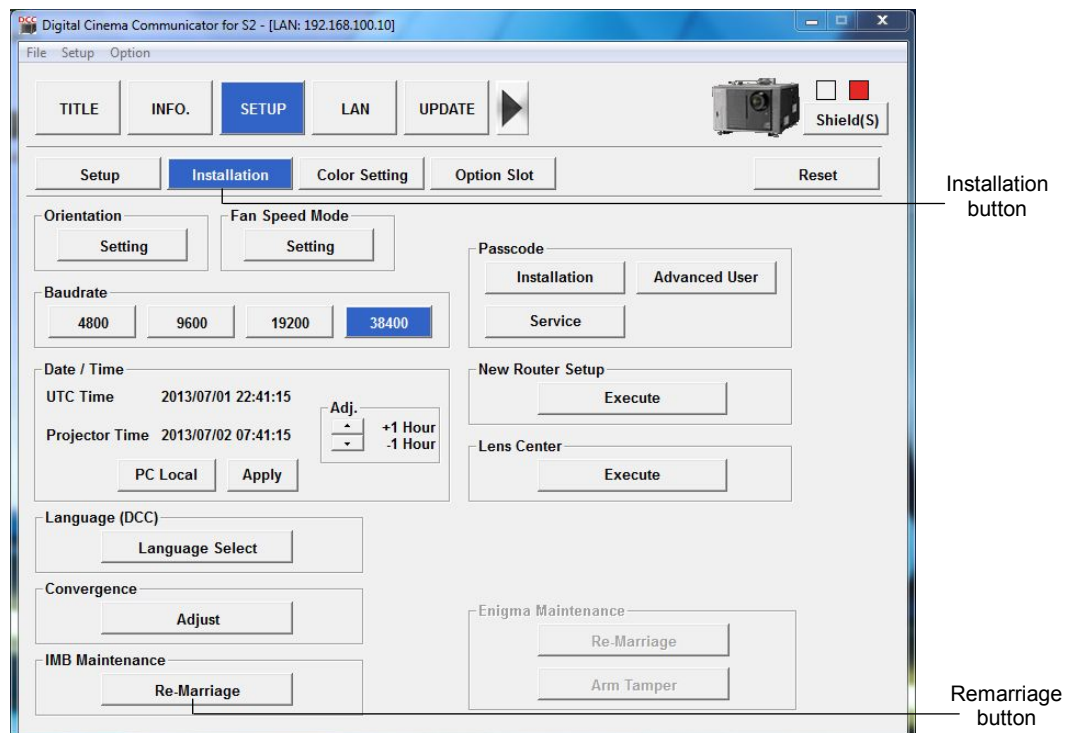 DCC Digital Cinema Communicator for S2 - [LAN: 192.168.100.10]
File Setup Option
TITLE INFO. SETUP LAN UPDATE
Shield(S)
Setup Installation Color Setting Option Slot Reset
Installation
button
Orientation
Setting
Fan Speed Mode
Setting
Baudrate
4800 9600 19200 38400
Date / Time
UTC Time 2013/07/01 22:41:15
Projector Time 2013/07/02 07:41:15
Adj.
+1 Hour
-1 Hour
PC Local Apply
Language (DCC)
Language Select
Convergence
Adjust
IMB Maintenance
Re-Marriage
Passcode
Installation Advanced User
Service
New Router Setup
Execute
Lens Center
Execute
Enigma Maintenance
Re-Marriage
Arm Tamper
Remarriage
button